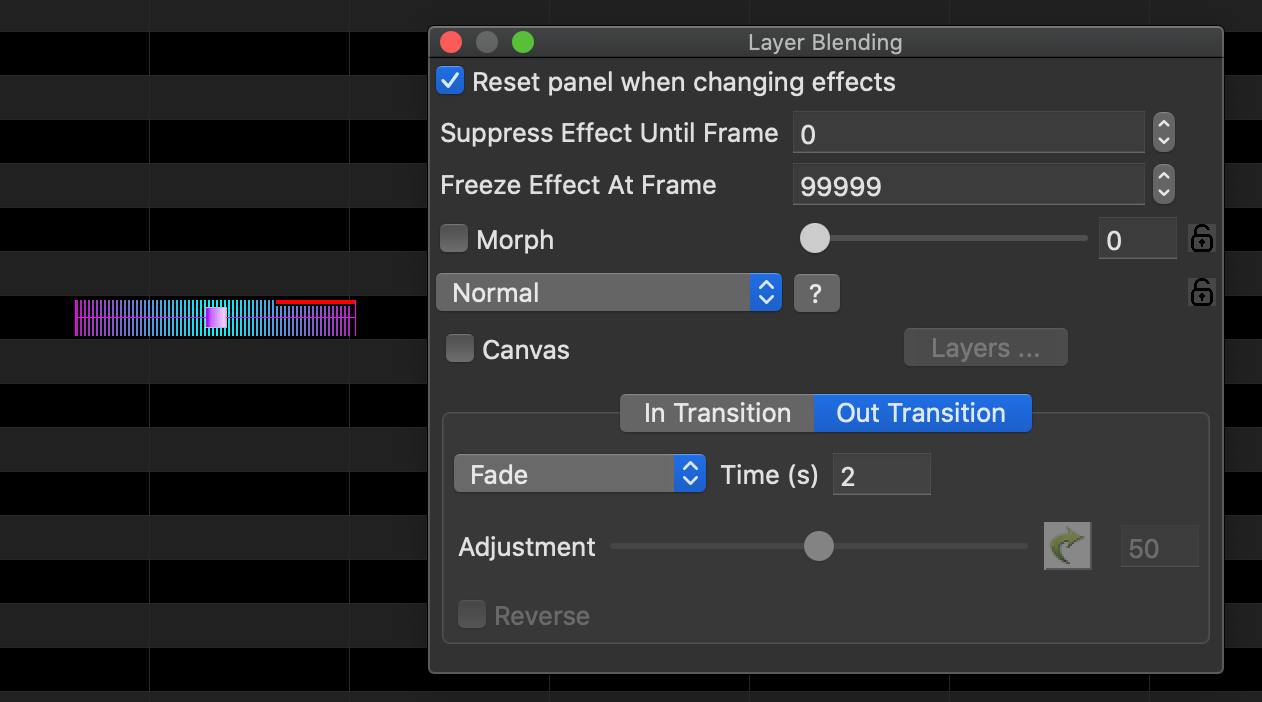 Layer Blending
Reset panel when changing effects
Suppress Effect Until Frame 0
Freeze Effect At Frame 99999
Morph 0
Normal ?
Canvas Layers ...
In Transition Out Transition
Fade Time (s) 2
Adjustment 50
Reverse